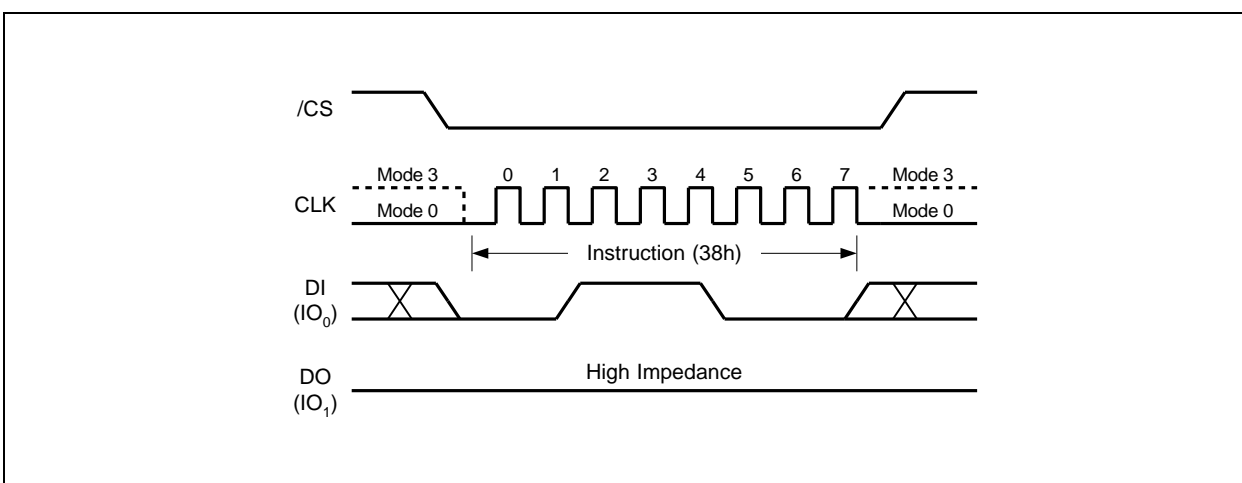 /CS
Mode 3 0 1 2 3 4 5 6 7 Mode 3
CLK
Mode 0 Mode 0
Instruction (38h)
DI
(IO0)
High Impedance
DO
(IO1)